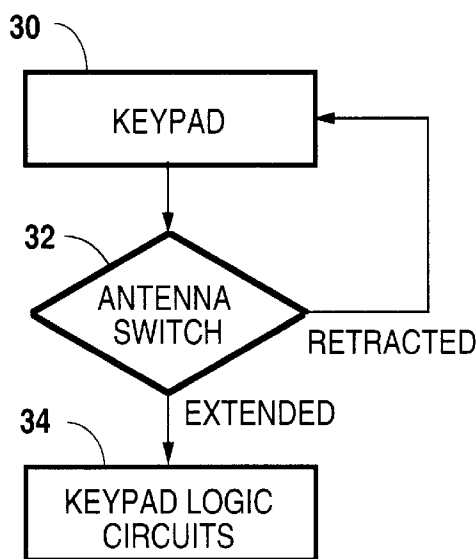 30
KEYPAD
32
ANTENNA
SWITCH
RETRACTED
EXTENDED
34
KEYPAD LOGIC
CIRCUITS